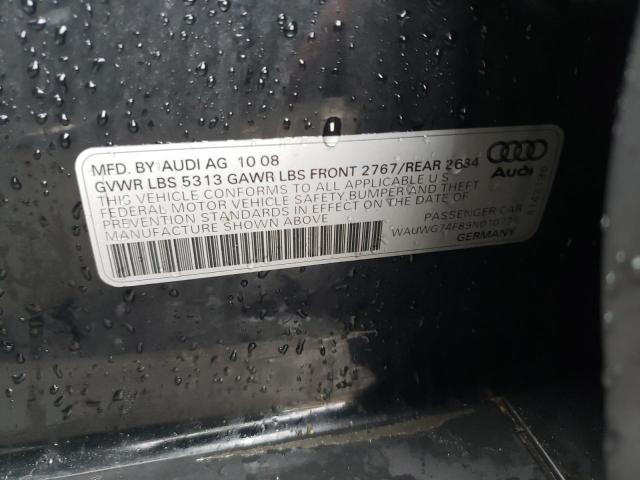 MFD. BY AUDI AG 10 08
GVWR LBS 5313 GAWR LBS FRONT 2767/REAR 2634
THIS VEHICLE CONFORMS TO ALL APPLICABLE U S
FEDERAL MOTOR VEHICLE SAFETY,BUMPER AND THEFT
PREVENTION STANDARDS IN EFFECT ON THE DATE OF
MANUFACTURE SHOWN ABOVE
Audi
PASSENGER CAR
GERMANY